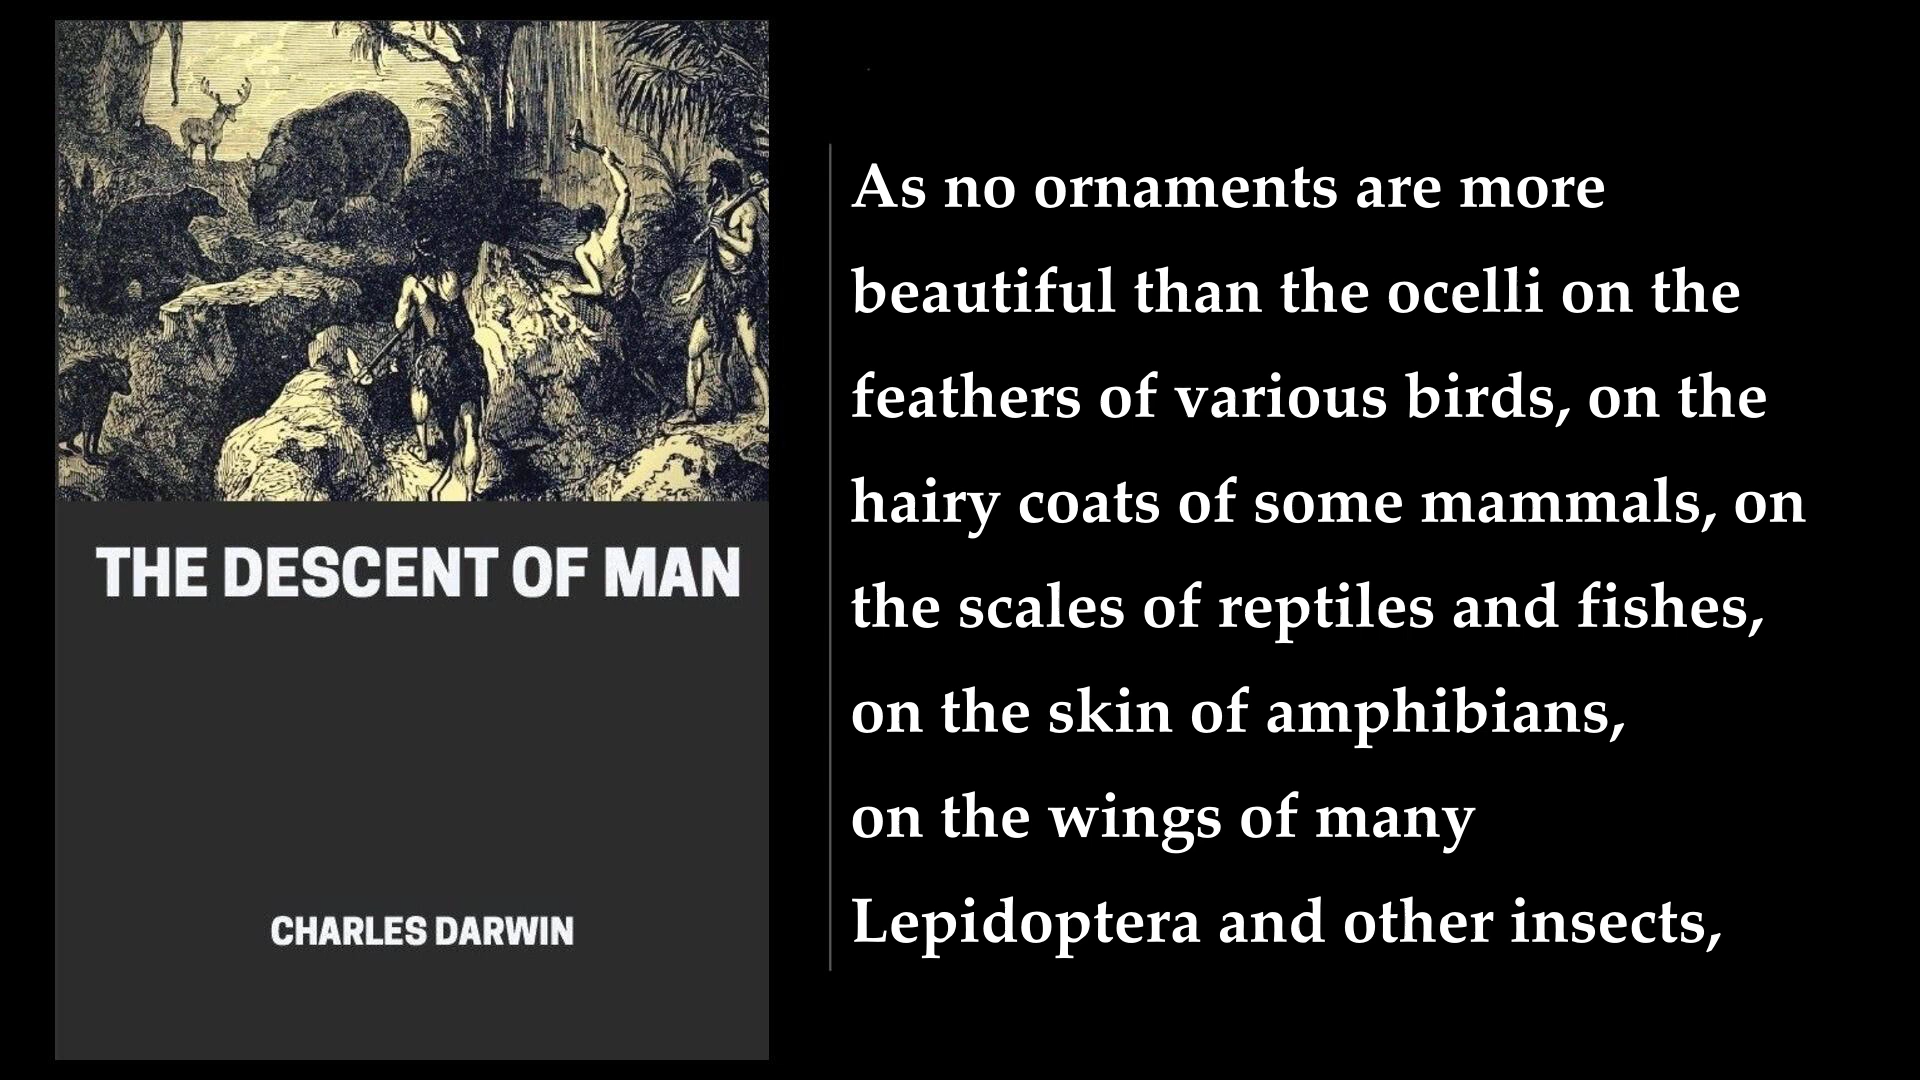 THE DESCENT OF MAN
CHARLES DARWIN
As no ornaments are more
beautiful than the ocelli on the
feathers of various birds, on the
hairy coats of some mammals, on
the scales of reptiles and fishes,
on the skin of amphibians,
on the wings of many
Lepidoptera and other insects,